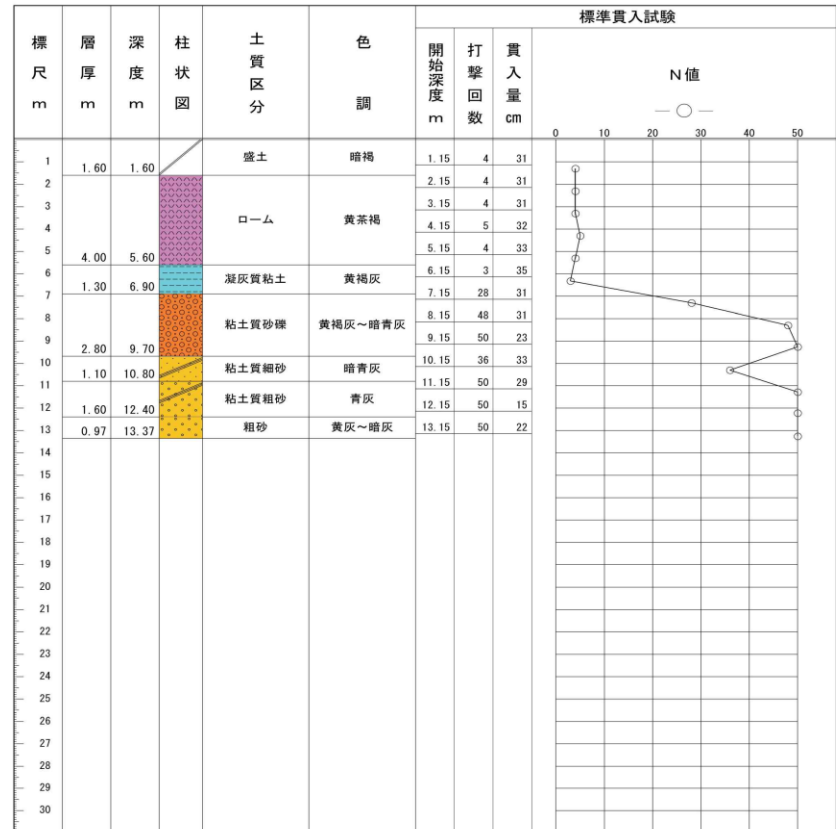 標準貫入試験
標尺m 層厚m 深度m 柱状図 土質区分 色調 開始深度m 打撃回数 貫入量cm N値
0 10 20 30 40 50
1 1.60 1.60 盛土 暗褐 1.15 4 31
2 2.15 4 31
3 ローム 黄茶褐 3.15 4 31
4 4.15 5 32
5 4.00 5.60 5.15 4 33
6 1.30 6.90 凝灰質粘土 黄褐灰 6.15 3 35
7 7.15 28 31
8 粘土質砂礫 黄褐灰～暗青灰 8.15 48 31
9 2.80 9.70 9.15 50 23
10 1.10 10.80 粘土質細砂 暗青灰 10.15 36 33
11 粘土質粗砂 青灰 11.15 50 29
12 1.60 12.40 12.15 50 15
13 0.97 13.37 粗砂 黄灰～暗灰 13.15 50 22
14
15
16
17
18
19
20
21
22
23
24
25
26
27
28
29
30